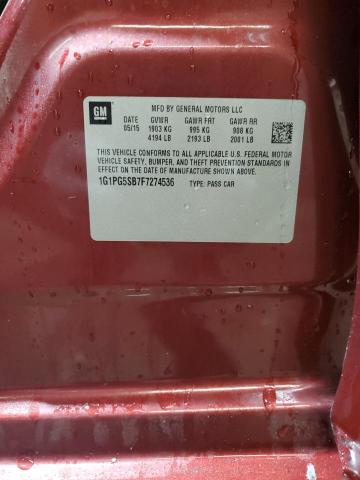 GM
MFD BY GENERAL MOTORS LLC
DATE GVWR GAWR FRT GAWR RR
05/15 1903 KG 995 KG 908 KG
4194 LB 2193 LB 2001 LB
THIS VEHICLE CONFORMS TO ALL APPLICABLE U.S. FEDERAL MOTOR
VEHICLE SAFETY, BUMPER, AND THEFT PREVENTION STANDARDS IN
EFFECT ON THE DATE OF MANUFACTURE SHOWN ABOVE.
1G1PG5SB7F7274536 TYPE: PASS CAR